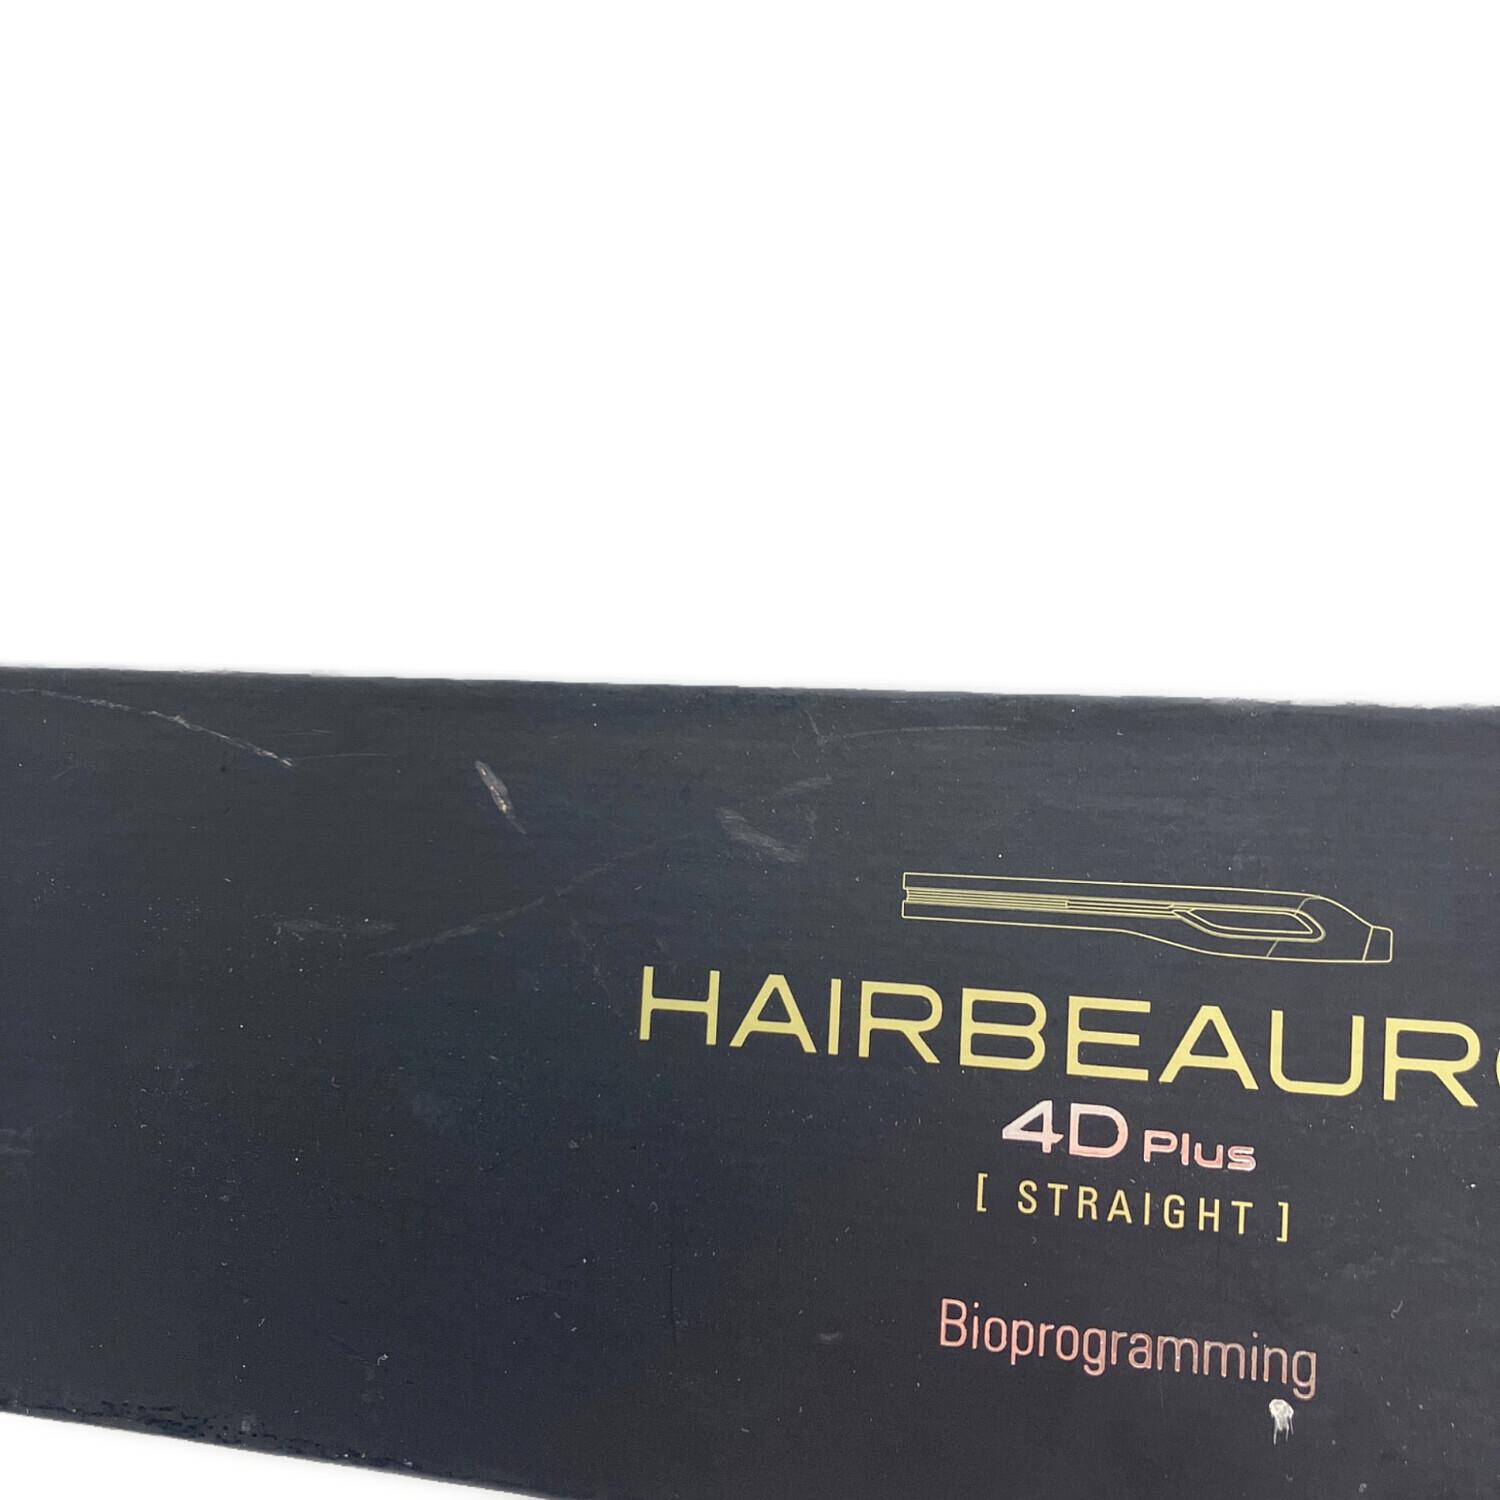 HAIRBEAUR
4D Plus
[ STRAIGHT ]
Bioprogramming